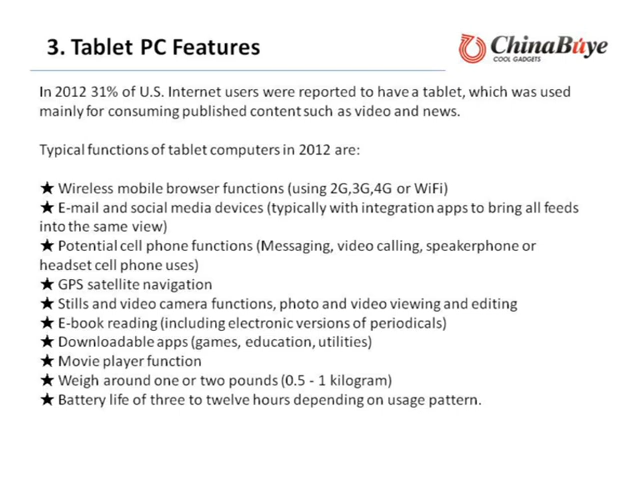 3. Tablet PC Features
ChinaBuye
COOL GADGETS
In 2012 31% of U.S. Internet users were reported to have a tablet, which was used
mainly for consuming published content such as video and news.
Typical functions of tablet computers in 2012 are:
★ Wireless mobile browser functions (using 2G,3G,4G or WiFi)
★ E-mail and social media devices (typically with integration apps to bring all feeds
into the same view)
★ Potential cell phone functions (Messaging, video calling, speakerphone or
headset cell phone uses)
★ GPS satellite navigation
★ Stills and video camera functions, photo and video viewing and editing
★ E-book reading (including electronic versions of periodicals)
★ Downloadable apps (games, education, utilities)
★ Movie player function
★ Weigh around one or two pounds (0.5 - 1 kilogram)
★ Battery life of three to twelve hours depending on usage pattern.